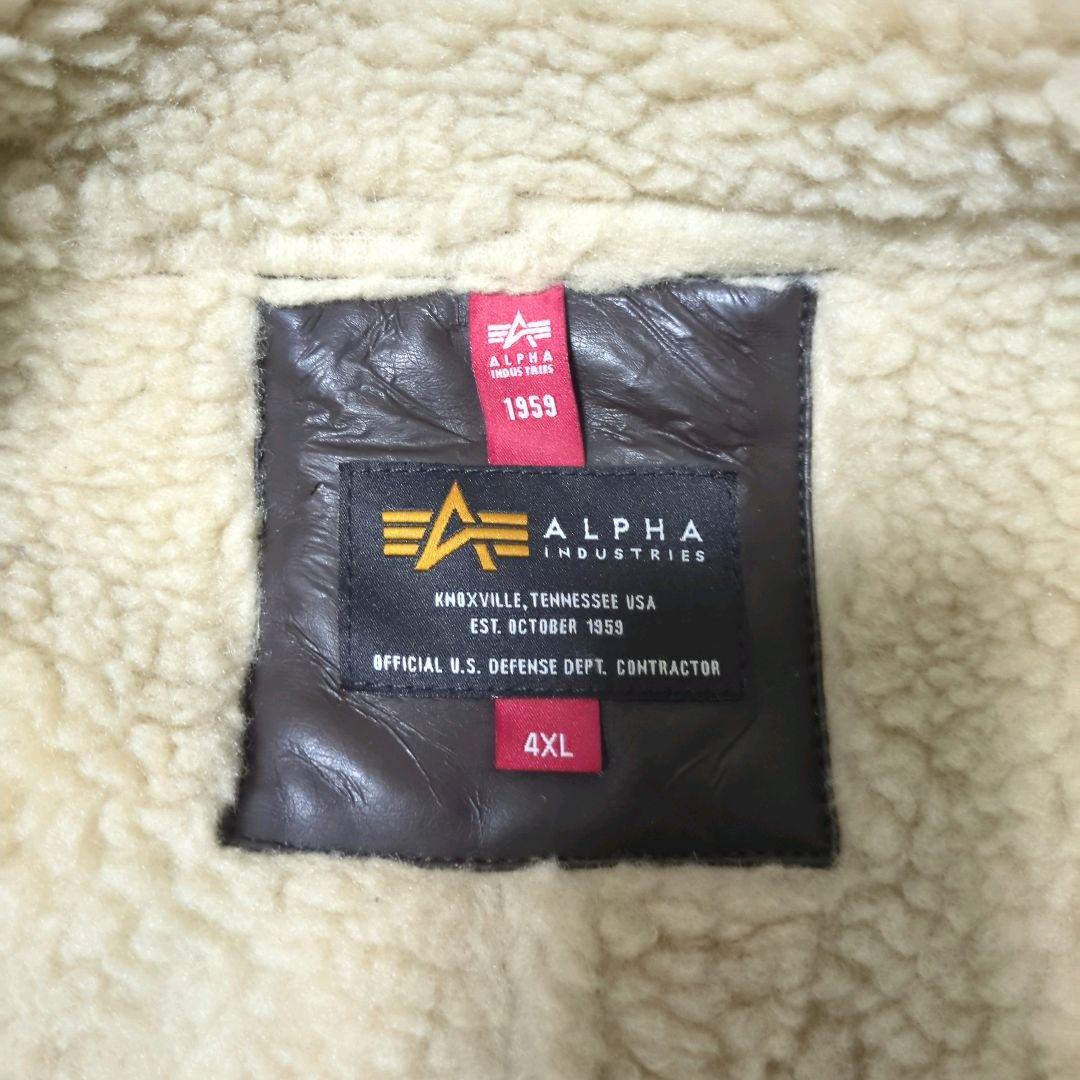 ALPHA
INDUSTRIES
1959
ALPHA
INDUSTRIES
KNOXVILLE, TENNESSEE USA
EST. OCTOBER 1959
OFFICIAL U.S. DEFENSE DEPT. CONTRACTOR
4XL